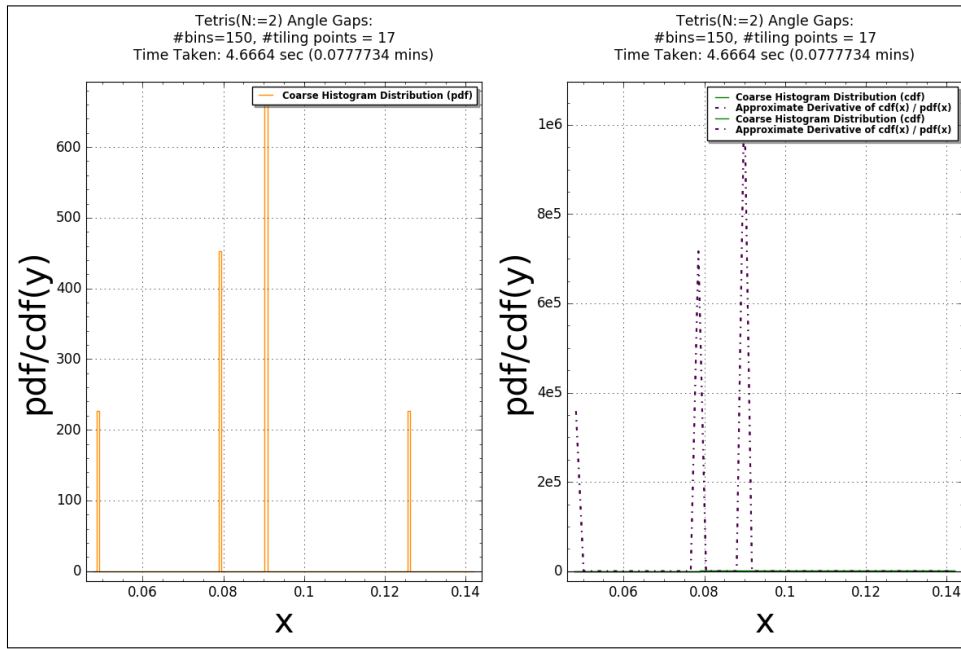 Tetris(N:=2) Angle Gaps:
#bins=150, #tiling points = 17
Time Taken: 4.6664 sec (0.0777734 mins)
Coarse Histogram Distribution (pdf)
600
500
400
300
200
100
0
0.06
0.08
0.1
0.12
0.14
pdf/cdf(y)
x
Tetris(N:=2) Angle Gaps:
#bins=150, #tiling points = 17
Time Taken: 4.6664 sec (0.0777734 mins)
Coarse Histogram Distribution (cdf)
Approximate Derivative of cdf(x) / pdf(x)
Coarse Histogram Distribution (cdf)
Approximate Derivative of cdf(x) / pdf(x)
1e6
8e5
6e5
4e5
2e5
0
0.06
0.08
0.1
0.12
0.14
pdf/cdf(y)
x